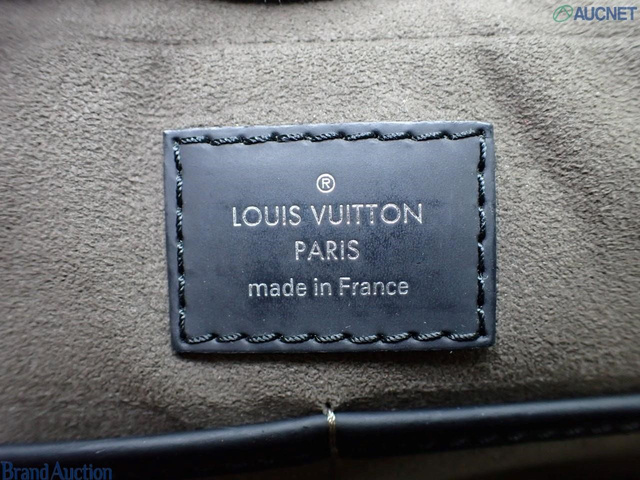 AUCNET
®
LOUIS VUITTON
PARIS
made in France
Brand Auction